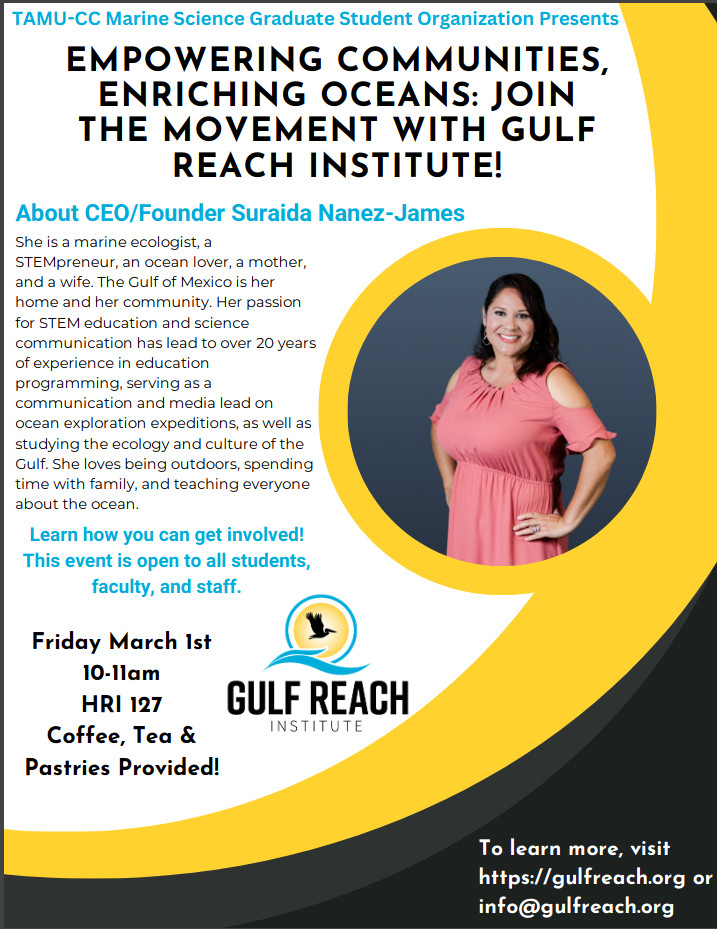 TAMU-CC Marine Science Graduate Student Organization Presents
EMPOWERING COMMUNITIES,
ENRICHING OCEANS: JOIN
THE MOVEMENT WITH GULF
REACH INSTITUTE!
About CEO/Founder Suraida Nanez-James
She is a marine ecologist, a
STEMpreneur, an ocean lover, a mother,
and a wife. The Gulf of Mexico is her
home and her community. Her passion
for STEM education and science
communication has lead to over 20 years
of experience in education
programming, serving as a
communication and media lead on
ocean exploration expeditions, as well as
studying the ecology and culture of the
Gulf. She loves being outdoors, spending
time with family, and teaching everyone
about the ocean.
Learn how you can get involved!
This event is open to all students,
faculty, and staff.
Friday March 1st
10-11am
HRI 127
Coffee, Tea &
Pastries Provided!
GULF REACH
INSTITUTE
To learn more, visit
https://gulfreach.org or
info@gulfreach.org